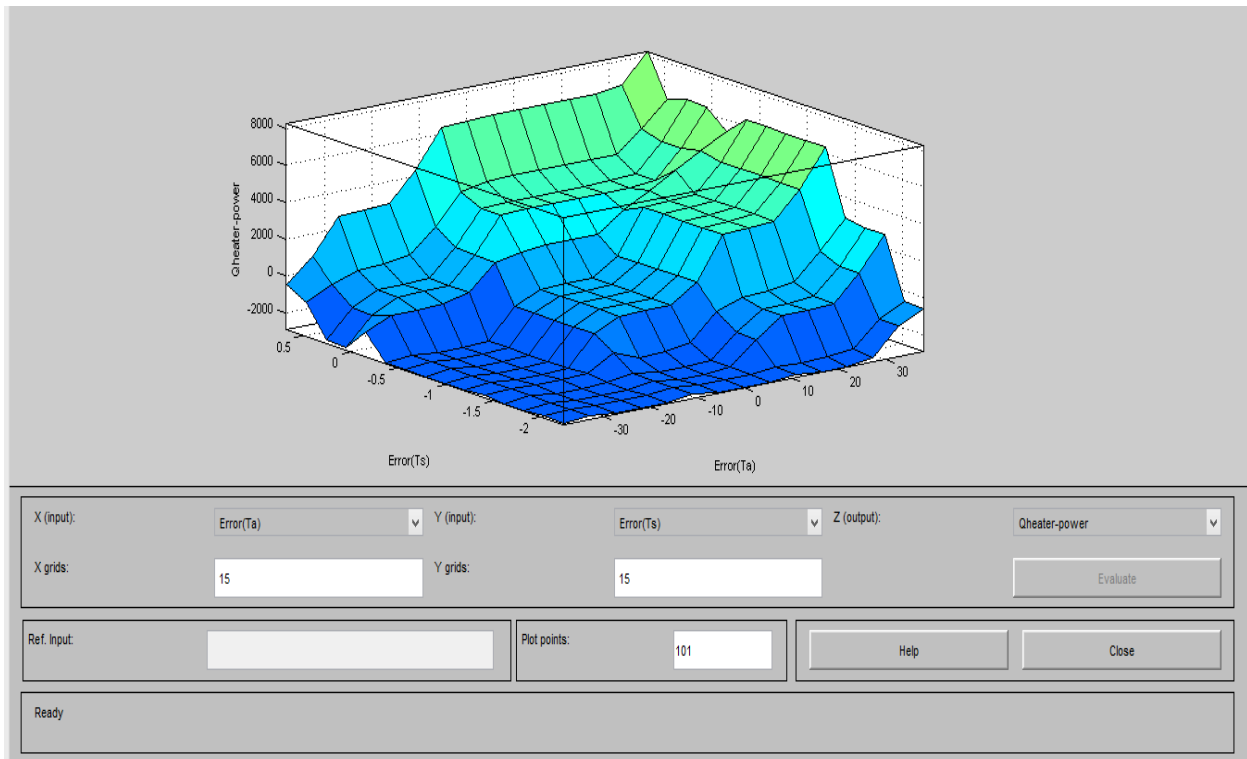 8000
6000
4000
2000
0
-2000
Qheater-power
0.5
0
-0.5
-1
-1.5
-2
Error(Ts)
-30
-20
-10
0
10
20
30
Error(Ta)
X (input):
Error(Ta)
Y (input):
Error(Ts)
Z (output):
Qheater-power
X grids:
15
Y grids:
15
Evaluate
Ref. Input:
Plot points:
101
Help
Close
Ready